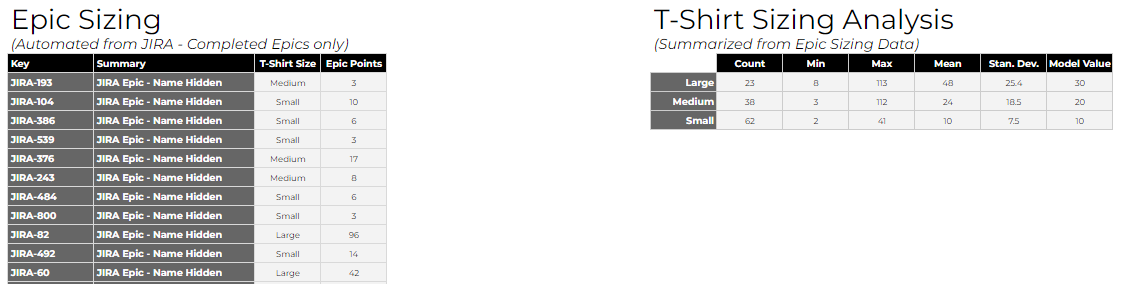 Epic Sizing
(Automated from JIRA - Completed Epics only)
Key Summary T-Shirt Size Epic Points
JIRA-193 JIRA Epic - Name Hidden Medium 3
JIRA-104 JIRA Epic - Name Hidden Small 10
JIRA-386 JIRA Epic - Name Hidden Small 6
JIRA-539 JIRA Epic - Name Hidden Small 3
JIRA-376 JIRA Epic - Name Hidden Medium 17
JIRA-243 JIRA Epic - Name Hidden Medium 8
JIRA-484 JIRA Epic - Name Hidden Small 6
JIRA-800 JIRA Epic - Name Hidden Small 3
JIRA-82 JIRA Epic - Name Hidden Large 96
JIRA-492 JIRA Epic - Name Hidden Small 14
JIRA-60 JIRA Epic - Name Hidden Large 42
T-Shirt Sizing Analysis
(Summarized from Epic Sizing Data)
Count Min Max Mean Stan. Dev. Model Value
Large 23 8 113 48 25.4 30
Medium 38 3 112 24 18.5 20
Small 62 2 41 10 7.5 10